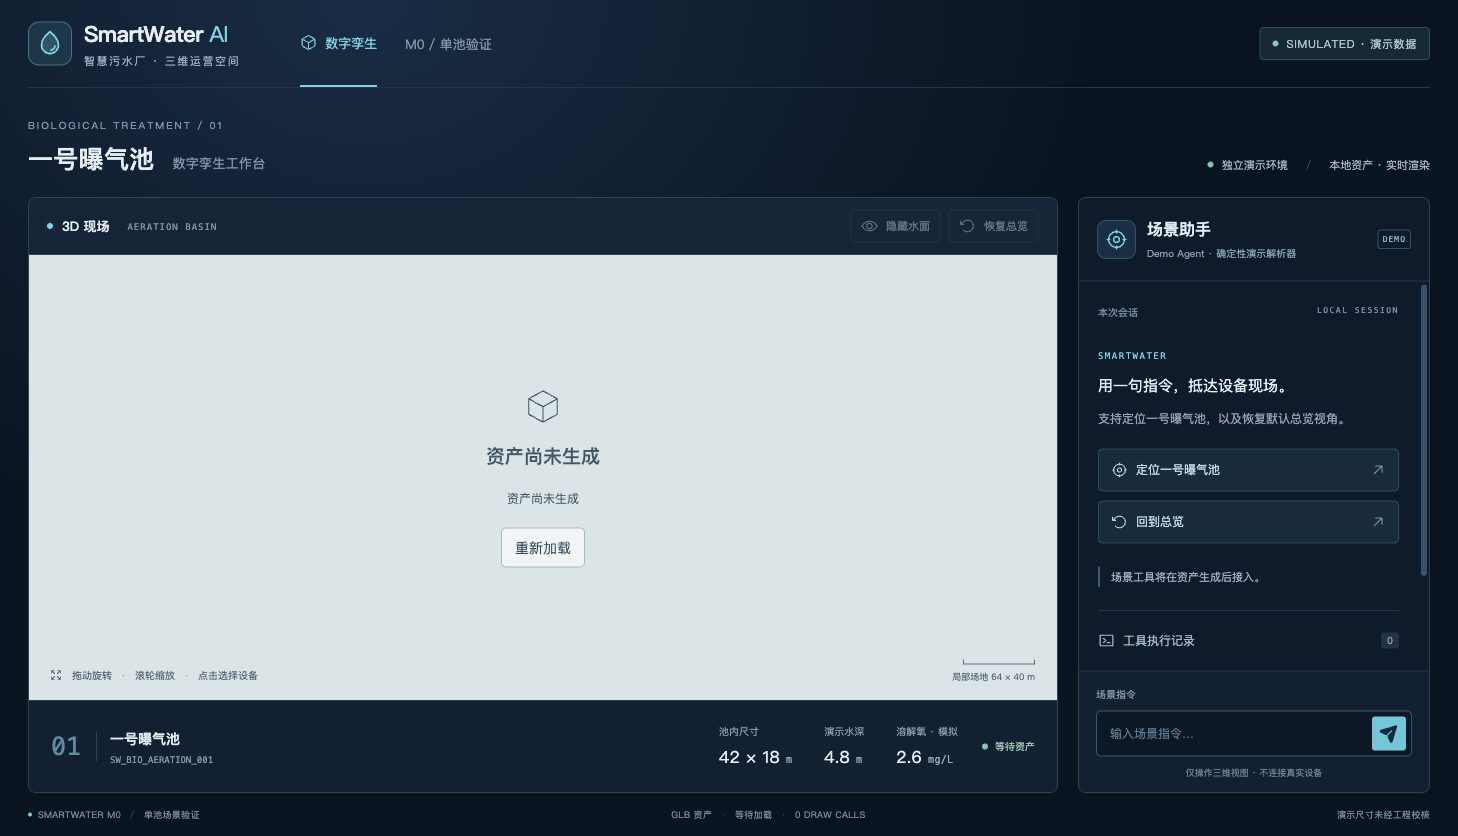 SmartWater AI
智慧污水厂 · 三维运营空间
数字孪生
M0 / 单池验证
SIMULATED · 演示数据
BIOLOGICAL TREATMENT / 01
一号曝气池 数字孪生工作台
独立演示环境 / 本地资产 · 实时渲染
3D 现场 AERATION BASIN
隐藏水面
恢复总览
资产尚未生成
资产尚未生成
重新加载
拖动旋转 · 滚轮缩放 · 点击选择设备
局部场地 64 × 40 m
01
一号曝气池
SW_BIO_AERATION_001
池内尺寸
42 × 18 m
演示水深
4.8 m
溶解氧 · 模拟
2.6 mg/L
等待资产
场景助手
Demo Agent · 确定性演示解析器
DEMO
本次会话
LOCAL SESSION
SMARTWATER
用一句指令，抵达设备现场。
支持定位一号曝气池，以及恢复默认总览视角。
定位一号曝气池
回到总览
场景工具将在资产生成后接入。
工具执行记录
0
场景指令
输入场景指令…
仅操作三维视图 · 不连接真实设备
SMARTWATER M0 / 单池场景验证
GLB 资产 · 等待加载 · 0 DRAW CALLS
演示尺寸未经工程校核